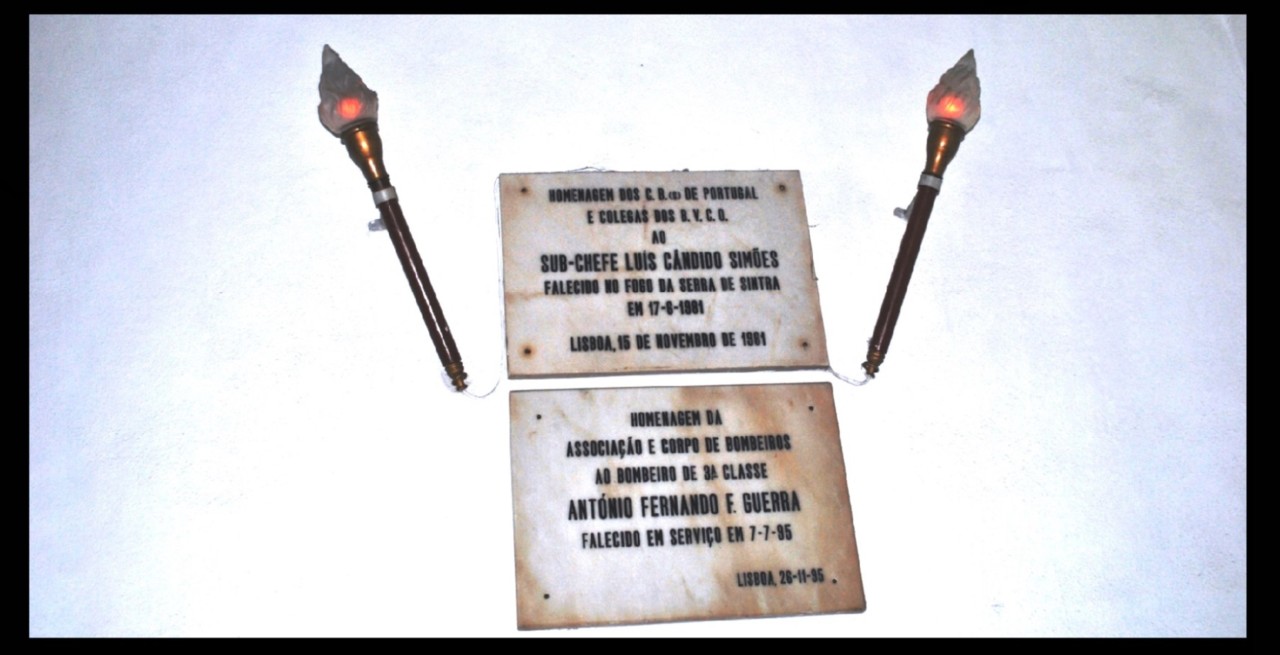 HOMENAGEM DOS C. B. (S) DE PORTUGAL
E COLEGAS DOS B. V. C. O.
AO
SUB-CHEFE LUÍS CÂNDIDO SIMÕES
FALECIDO NO FOGO DA SERRA DE SINTRA
EM 17-6-1981
LISBOA, 15 DE NOVEMBRO DE 1981
HOMENAGEM DA
ASSOCIAÇÃO E CORPO DE BOMBEIROS
AO BOMBEIRO DE 3A CLASSE
ANTÓNIO FERNANDO F. GUERRA
FALECIDO EM SERVIÇO EM 7-7-95
LISBOA, 26-11-95